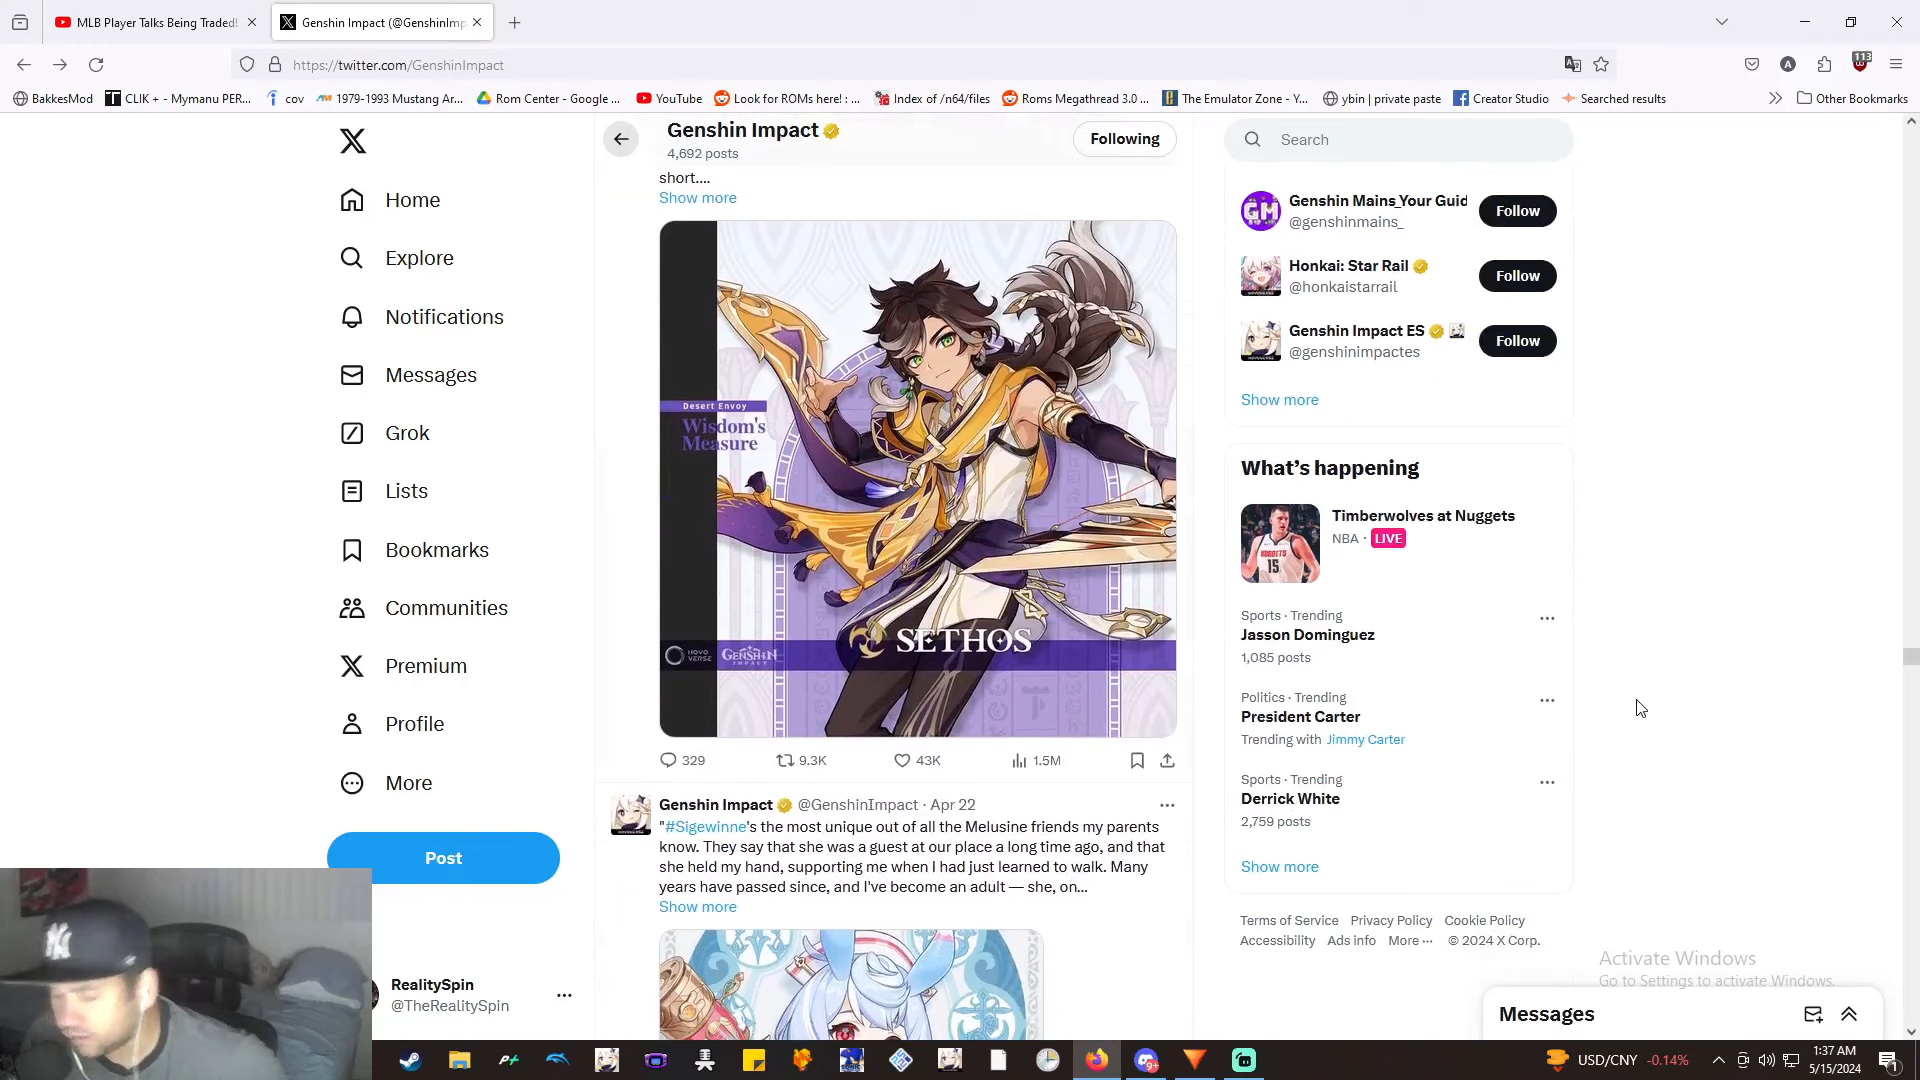 MLB Player Talks Being Traded!
Genshin Impact (@GenshinImp
https://twitter.com/GenshinImpact
113
A
BakkesMod
CLIK + - Mymanu PER...
cov
1979-1993 Mustang Ar...
Rom Center - Google ...
YouTube
Look for ROMs here! : ...
Index of /n64/files
Roms Megathread 3.0 ...
The Emulator Zone - Y...
ybin | private paste
Creator Studio
Searched results
Other Bookmarks
Home
Explore
Notifications
Messages
Grok
Lists
Bookmarks
Communities
Premium
Profile
More
Post
RealitySpin
@TheRealitySpin
Genshin Impact
4,692 posts
Following
short....
Show more
Desert Envoy
Wisdom's
Measure
SETHOS
HOYO
VERSE
GENSHIN
IMPACT
329
9.3K
43K
1.5M
Genshin Impact @GenshinImpact · Apr 22
"#Sigewinne's the most unique out of all the Melusine friends my parents
know. They say that she was a guest at our place a long time ago, and that
she held my hand, supporting me when I had just learned to walk. Many
years have passed since, and I've become an adult — she, on...
Show more
Search
GM
Genshin Mains_Your Guid
@genshinmains_
Follow
Honkai: Star Rail
@honkaistarrail
Follow
Genshin Impact ES
@genshinimpactes
Follow
Show more
What's happening
NUGGETS
15
Timberwolves at Nuggets
NBA · LIVE
Sports · Trending
Jasson Dominguez
1,085 posts
Politics · Trending
President Carter
Trending with Jimmy Carter
Sports · Trending
Derrick White
2,759 posts
Show more
Terms of Service Privacy Policy Cookie Policy
Accessibility Ads info More ··· © 2024 X Corp.
Activate Windows
Go to Settings to activate Windows.
Messages
USD/CNY -0.14%
1:37 AM
5/15/2024
1